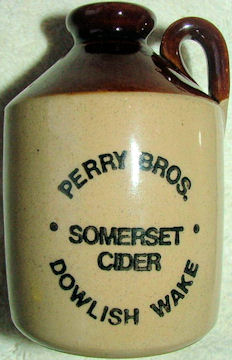 PERRY BROS.
• SOMERSET •
CIDER
DOWLISH WAKE